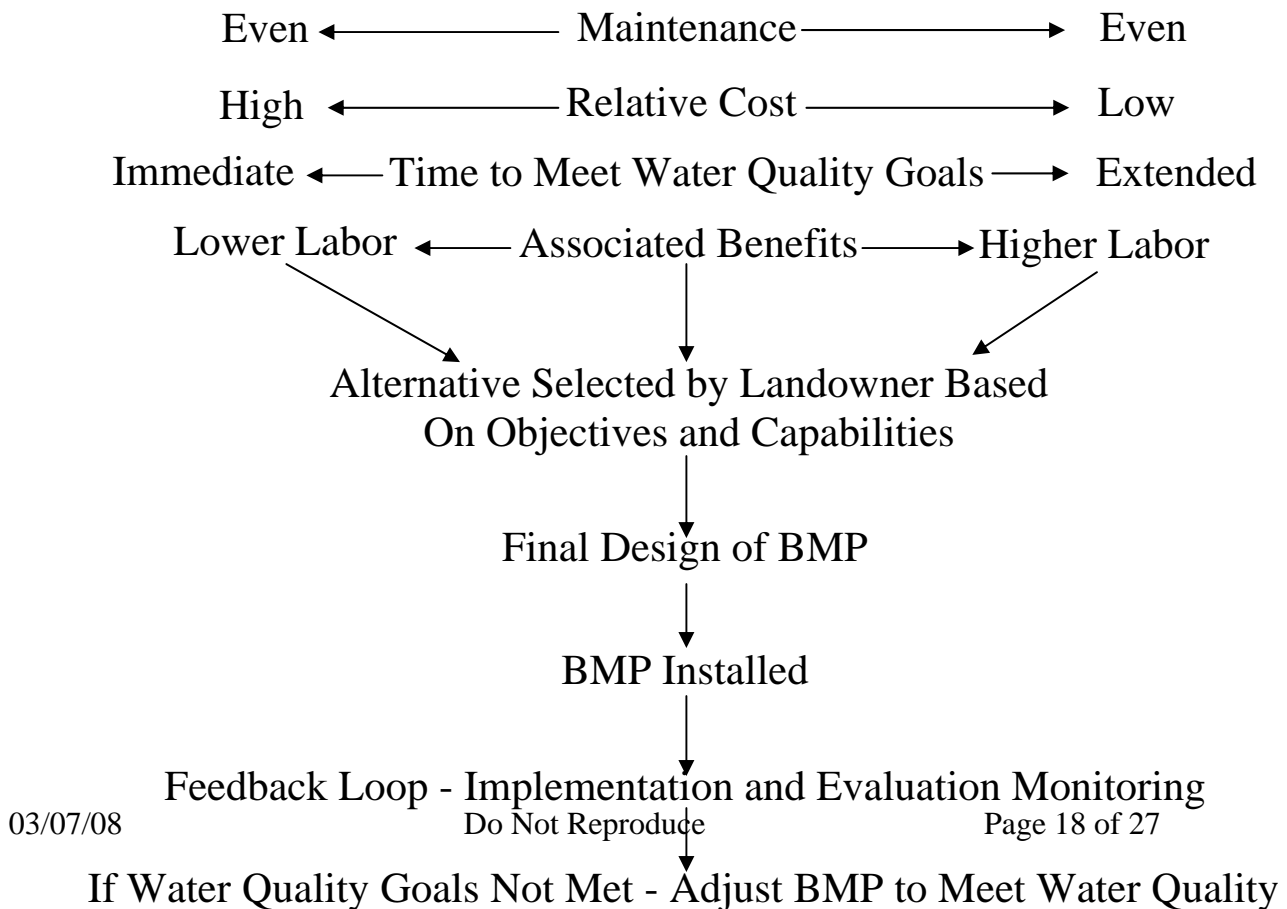 Even Maintenance Even
High Relative Cost Low
Immediate Time to Meet Water Quality Goals Extended
Lower Labor Associated Benefits Higher Labor
Alternative Selected by Landowner Based
On Objectives and Capabilities
Final Design of BMP
BMP Installed
Feedback Loop - Implementation and Evaluation Monitoring
03/07/08 Do Not Reproduce Page 18 of 27
If Water Quality Goals Not Met - Adjust BMP to Meet Water Quality